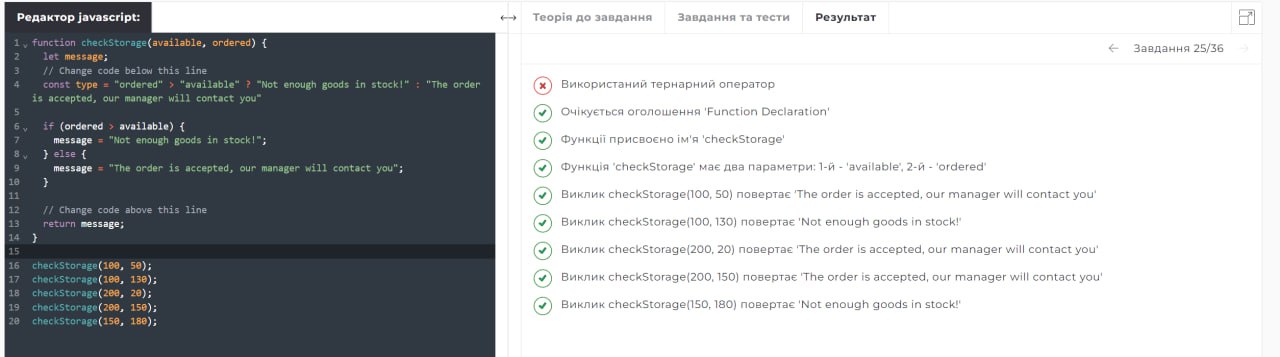 Редактор javascript:
Теорія до завдання
Завдання та тести
Результат
Завдання 25/36
1 function checkStorage(available, ordered) {
2 let message;
3 // Change code below this line
4 const type = "ordered" > "available" ? "Not enough goods in stock!" : "The order
is accepted, our manager will contact you"
5
6 if (ordered > available) {
7 message = "Not enough goods in stock!";
8 } else {
9 message = "The order is accepted, our manager will contact you";
10 }
11
12 // Change code above this line
13 return message;
14 }
15
16 checkStorage(100, 50);
17 checkStorage(100, 130);
18 checkStorage(200, 20);
19 checkStorage(200, 150);
20 checkStorage(150, 180);
Використаний тернарний оператор
Очікується оголошення 'Function Declaration'
Функції присвоєно ім'я 'checkStorage'
Функція 'checkStorage' має два параметри: 1-й - 'available', 2-й - 'ordered'
Виклик checkStorage(100, 50) повертає 'The order is accepted, our manager will contact you'
Виклик checkStorage(100, 130) повертає 'Not enough goods in stock!'
Виклик checkStorage(200, 20) повертає 'The order is accepted, our manager will contact you'
Виклик checkStorage(200, 150) повертає 'The order is accepted, our manager will contact you'
Виклик checkStorage(150, 180) повертає 'Not enough goods in stock!'